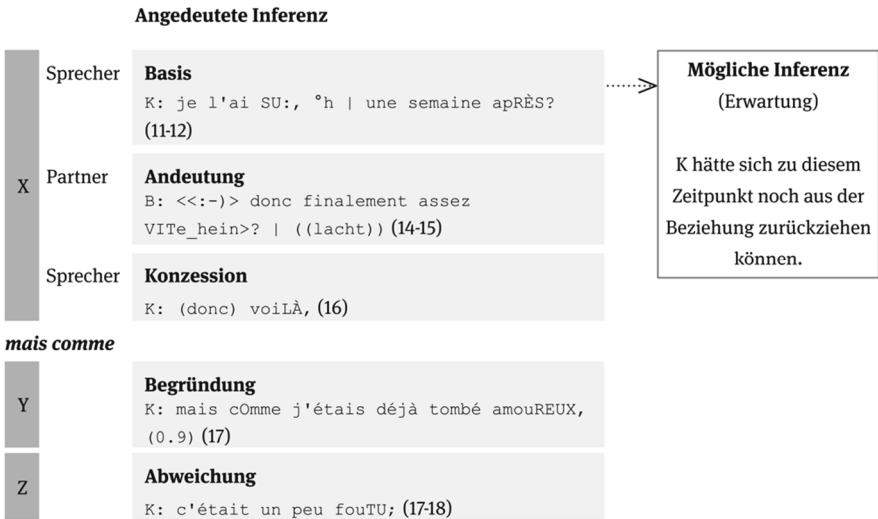 Angedeutete Inferenz
X
Sprecher
Basis
K: je l'ai SU:, °h | une semaine apRÈS?
(11-12)
Partner
Andeutung
B: <<:-)> donc finalement assez
VITe_hein>? | ((lacht)) (14-15)
Sprecher
Konzession
K: (donc) voiLÀ, (16)
Mögliche Inferenz
(Erwartung)
K hätte sich zu diesem
Zeitpunkt noch aus der
Beziehung zurückziehen
können.
mais comme
Y
Begründung
K: mais cOmme j'étais déjà tombé amouREUX,
(0.9) (17)
Z
Abweichung
K: c'était un peu fouTU; (17-18)